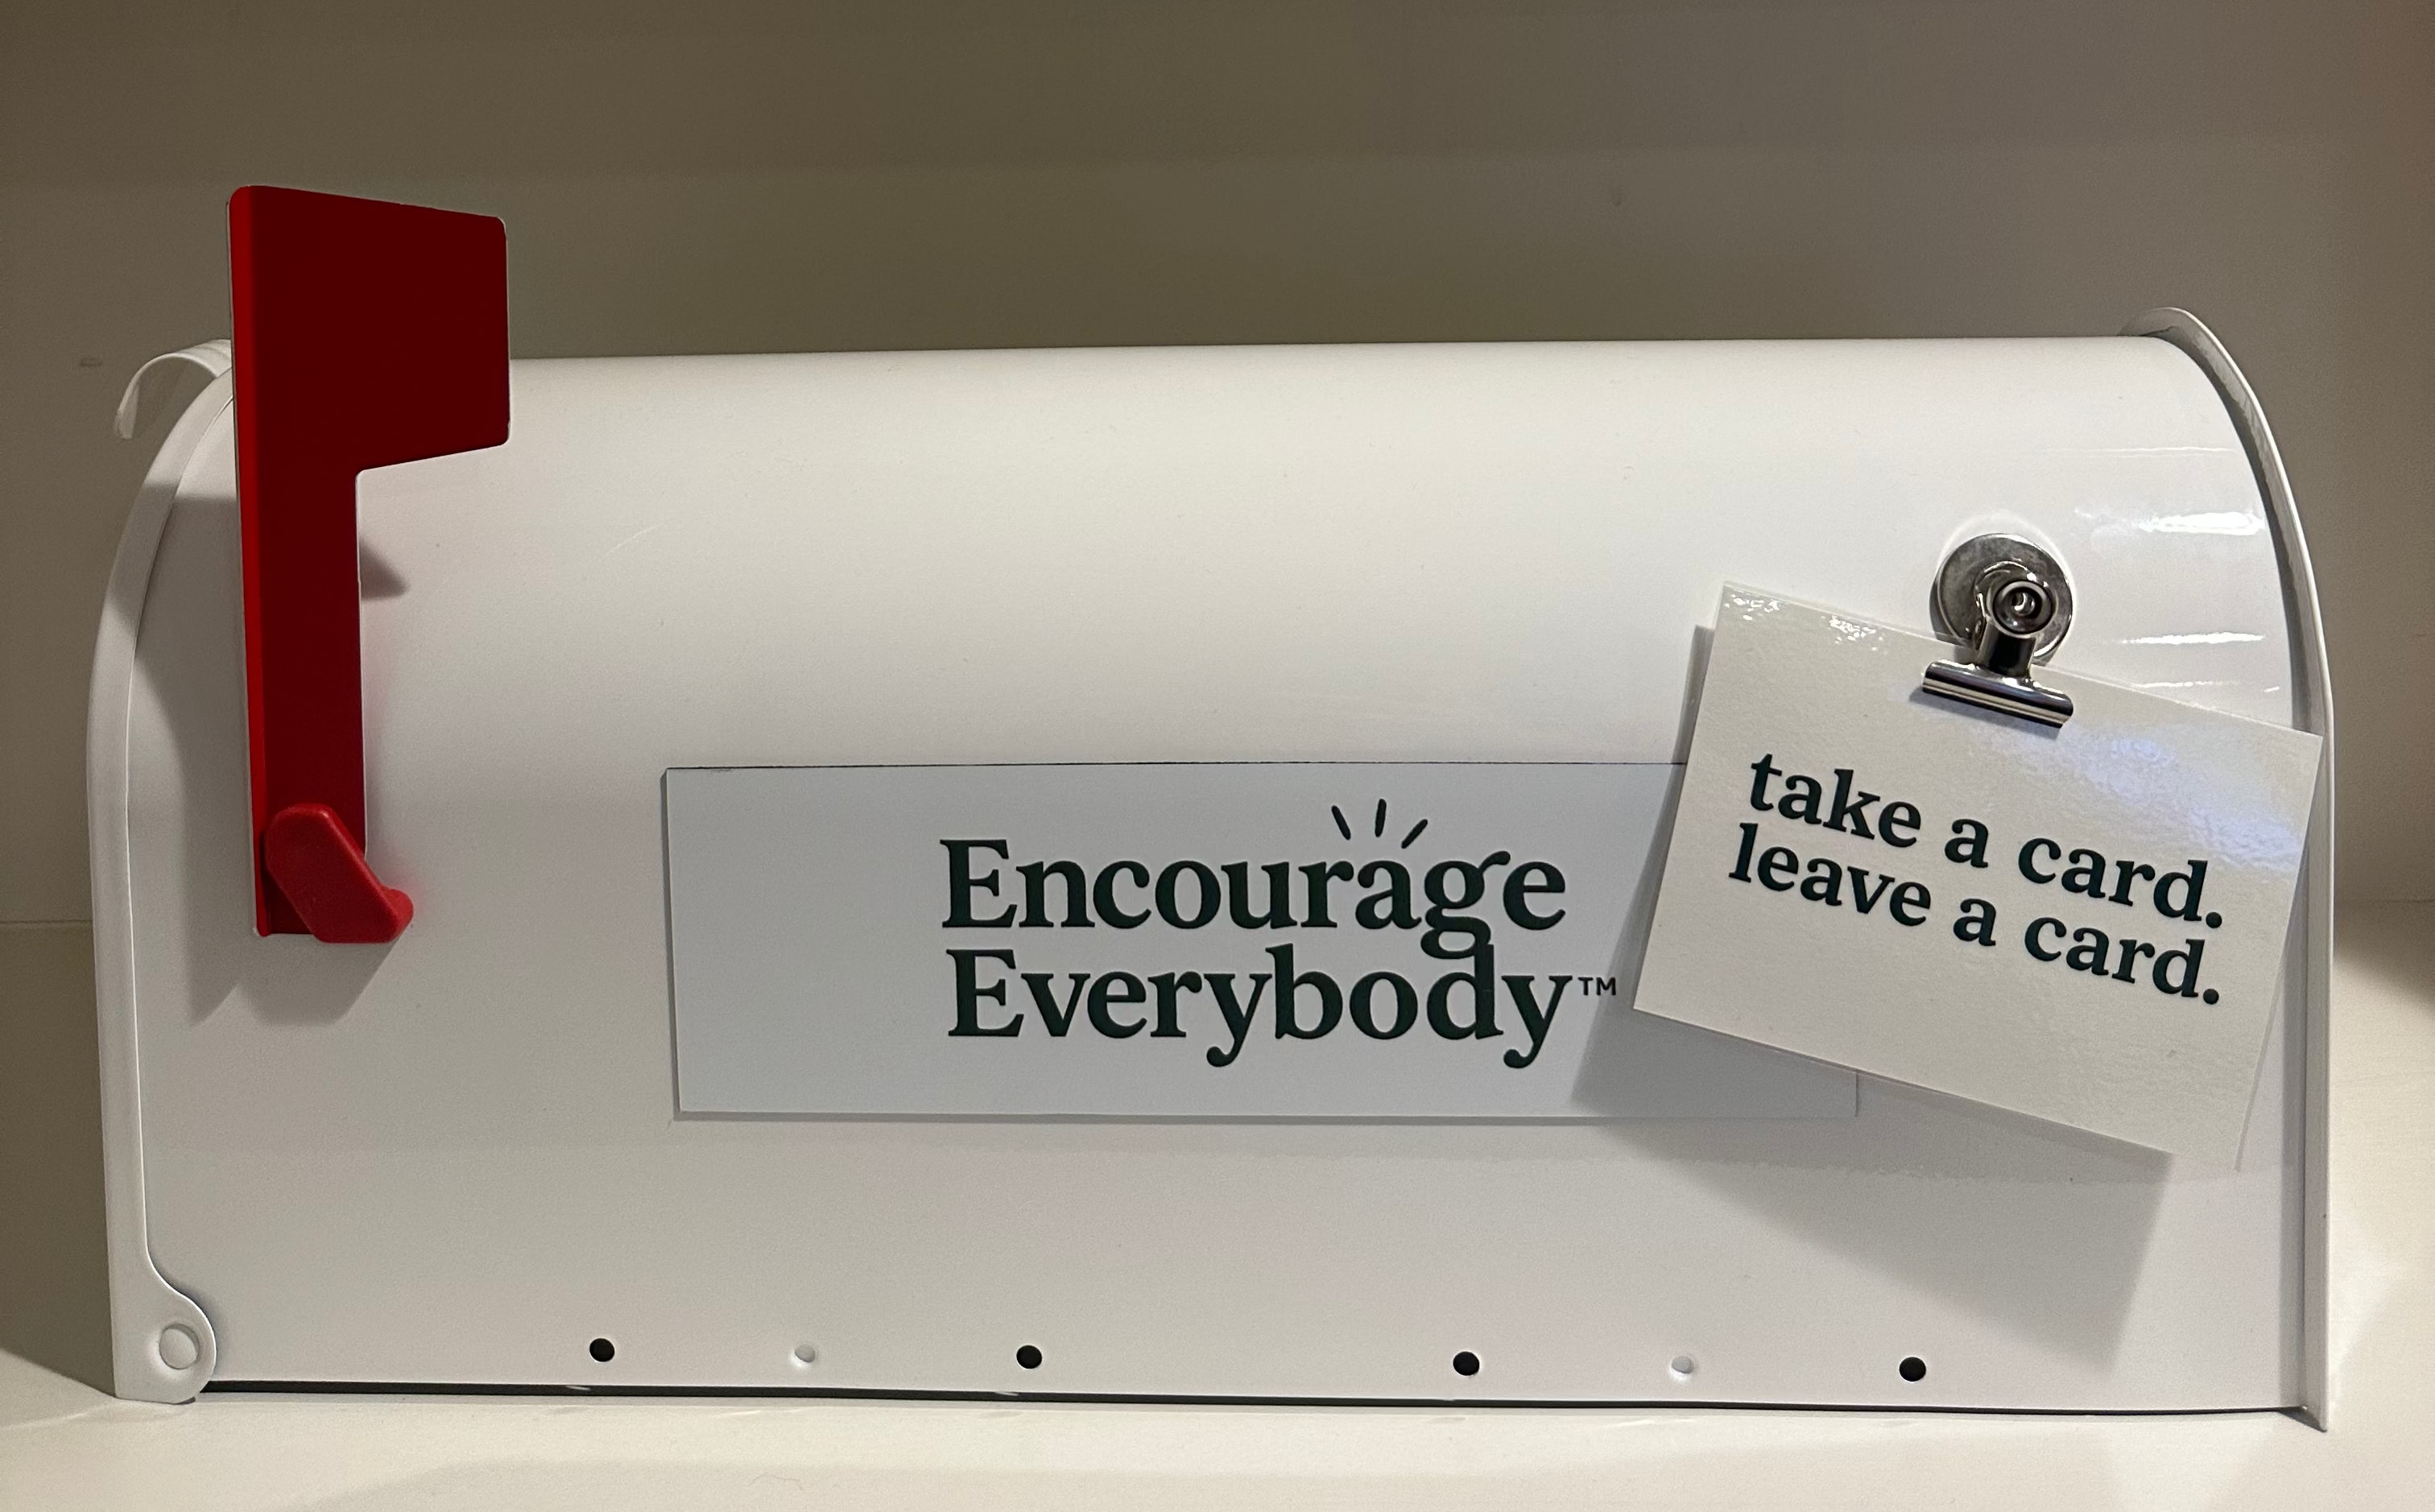 Encourage
Everybody™
take a card.
leave a card.